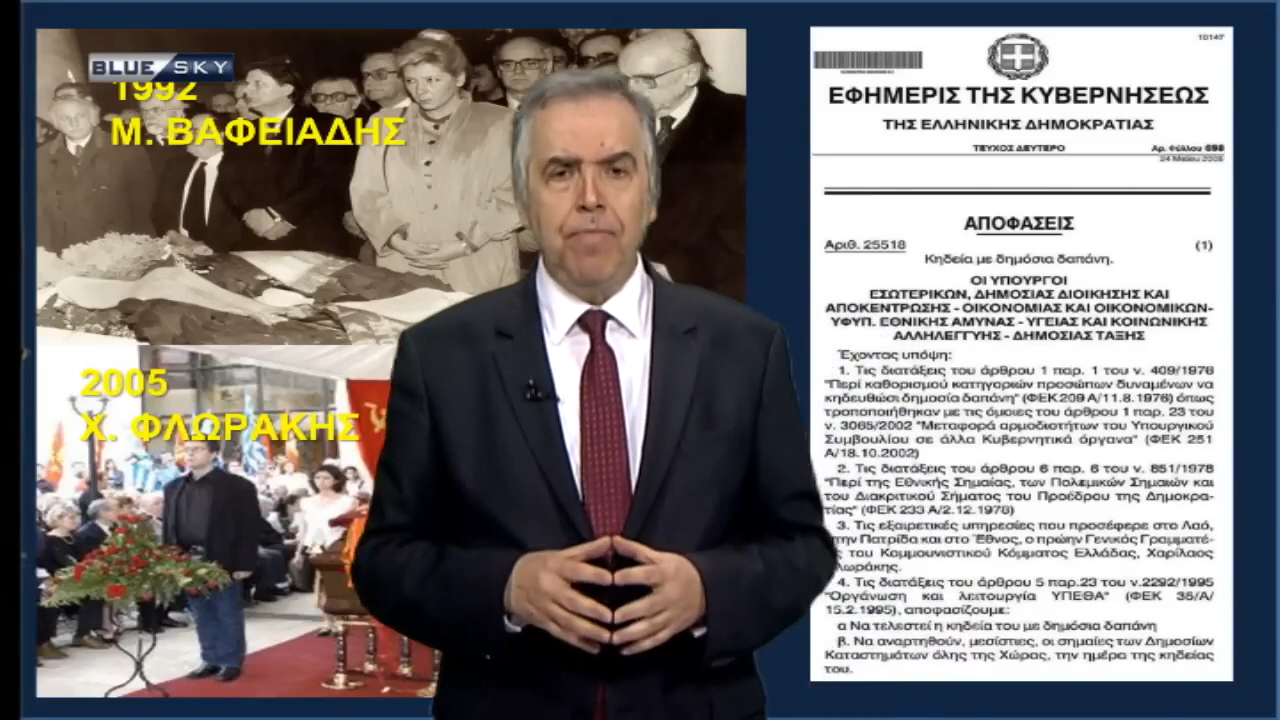 BLUE SKY
1992
Μ. ΒΑΦΕΙΑΔΗΣ
2005
Χ. ΦΛΩΡΑΚΗΣ
10147
ΕΦΗΜΕΡΙΣ ΤΗΣ ΚΥΒΕΡΝΗΣΕΩΣ
ΤΗΣ ΕΛΛΗΝΙΚΗΣ ΔΗΜΟΚΡΑΤΙΑΣ
ΤΕΥΧΟΣ ΔΕΥΤΕΡΟ Αρ. Φύλλου 698
24 Μαΐου 2005
ΑΠΟΦΑΣΕΙΣ
Αριθ. 25518 (1)
Κηδεία με δημόσια δαπάνη.
ΟΙ ΥΠΟΥΡΓΟΙ
ΕΣΩΤΕΡΙΚΩΝ, ΔΗΜΟΣΙΑΣ ΔΙΟΙΚΗΣΗΣ ΚΑΙ
ΑΠΟΚΕΝΤΡΩΣΗΣ - ΟΙΚΟΝΟΜΙΑΣ ΚΑΙ ΟΙΚΟΝΟΜΙΚΩΝ-
ΥΦΥΠ. ΕΘΝΙΚΗΣ ΑΜΥΝΑΣ - ΥΓΕΙΑΣ ΚΑΙ ΚΟΙΝΩΝΙΚΗΣ
ΑΛΛΗΛΕΓΓΥΗΣ - ΔΗΜΟΣΙΑΣ ΤΑΞΗΣ
Έχοντας υπόψη:
1. Τις διατάξεις του άρθρου 1 παρ. 1 του ν. 409/1976
"Περί καθορισμού κατηγοριών προσώπων δυναμένων να
κηδευθώσι δημοσία δαπάνη" (ΦΕΚ 209 Α/11.8.1976) όπως
τροποποιήθηκαν με τις όμοιες του άρθρου 1 παρ. 23 του
ν. 3065/2002 "Μεταφορά αρμοδιοτήτων του Υπουργικού
Συμβουλίου σε άλλα Κυβερνητικά όργανα" (ΦΕΚ 251
Α/18.10.2002)
2. Τις διατάξεις του άρθρου 6 παρ. 6 του ν. 851/1978
"Περί της Εθνικής Σημαίας, των Πολεμικών Σημαιών και
του Διακριτικού Σήματος του Προέδρου της Δημοκρα-
τίας" (ΦΕΚ 233 Α/2.12.1978)
3. Τις εξαιρετικές υπηρεσίες που προσέφερε στο Λαό,
την Πατρίδα και στο Έθνος, ο πρώην Γενικός Γραμματέ-
ς του Κομμουνιστικού Κόμματος Ελλάδας, Χαρίλαος
λωράκης.
4. Τις διατάξεις του άρθρου 5 παρ.23 του ν.2292/1995
"Οργάνωση και λειτουργία ΥΠΕΘΑ" (ΦΕΚ 35/Α/
15.2.1995), αποφασίζουμε:
α Να τελεστεί η κηδεία του με δημόσια δαπάνη
β. Να αναρτηθούν, μεσίστιες, οι σημαίες των Δημοσίων
Καταστημάτων όλης της Χώρας, την ημέρα της κηδείας
του.